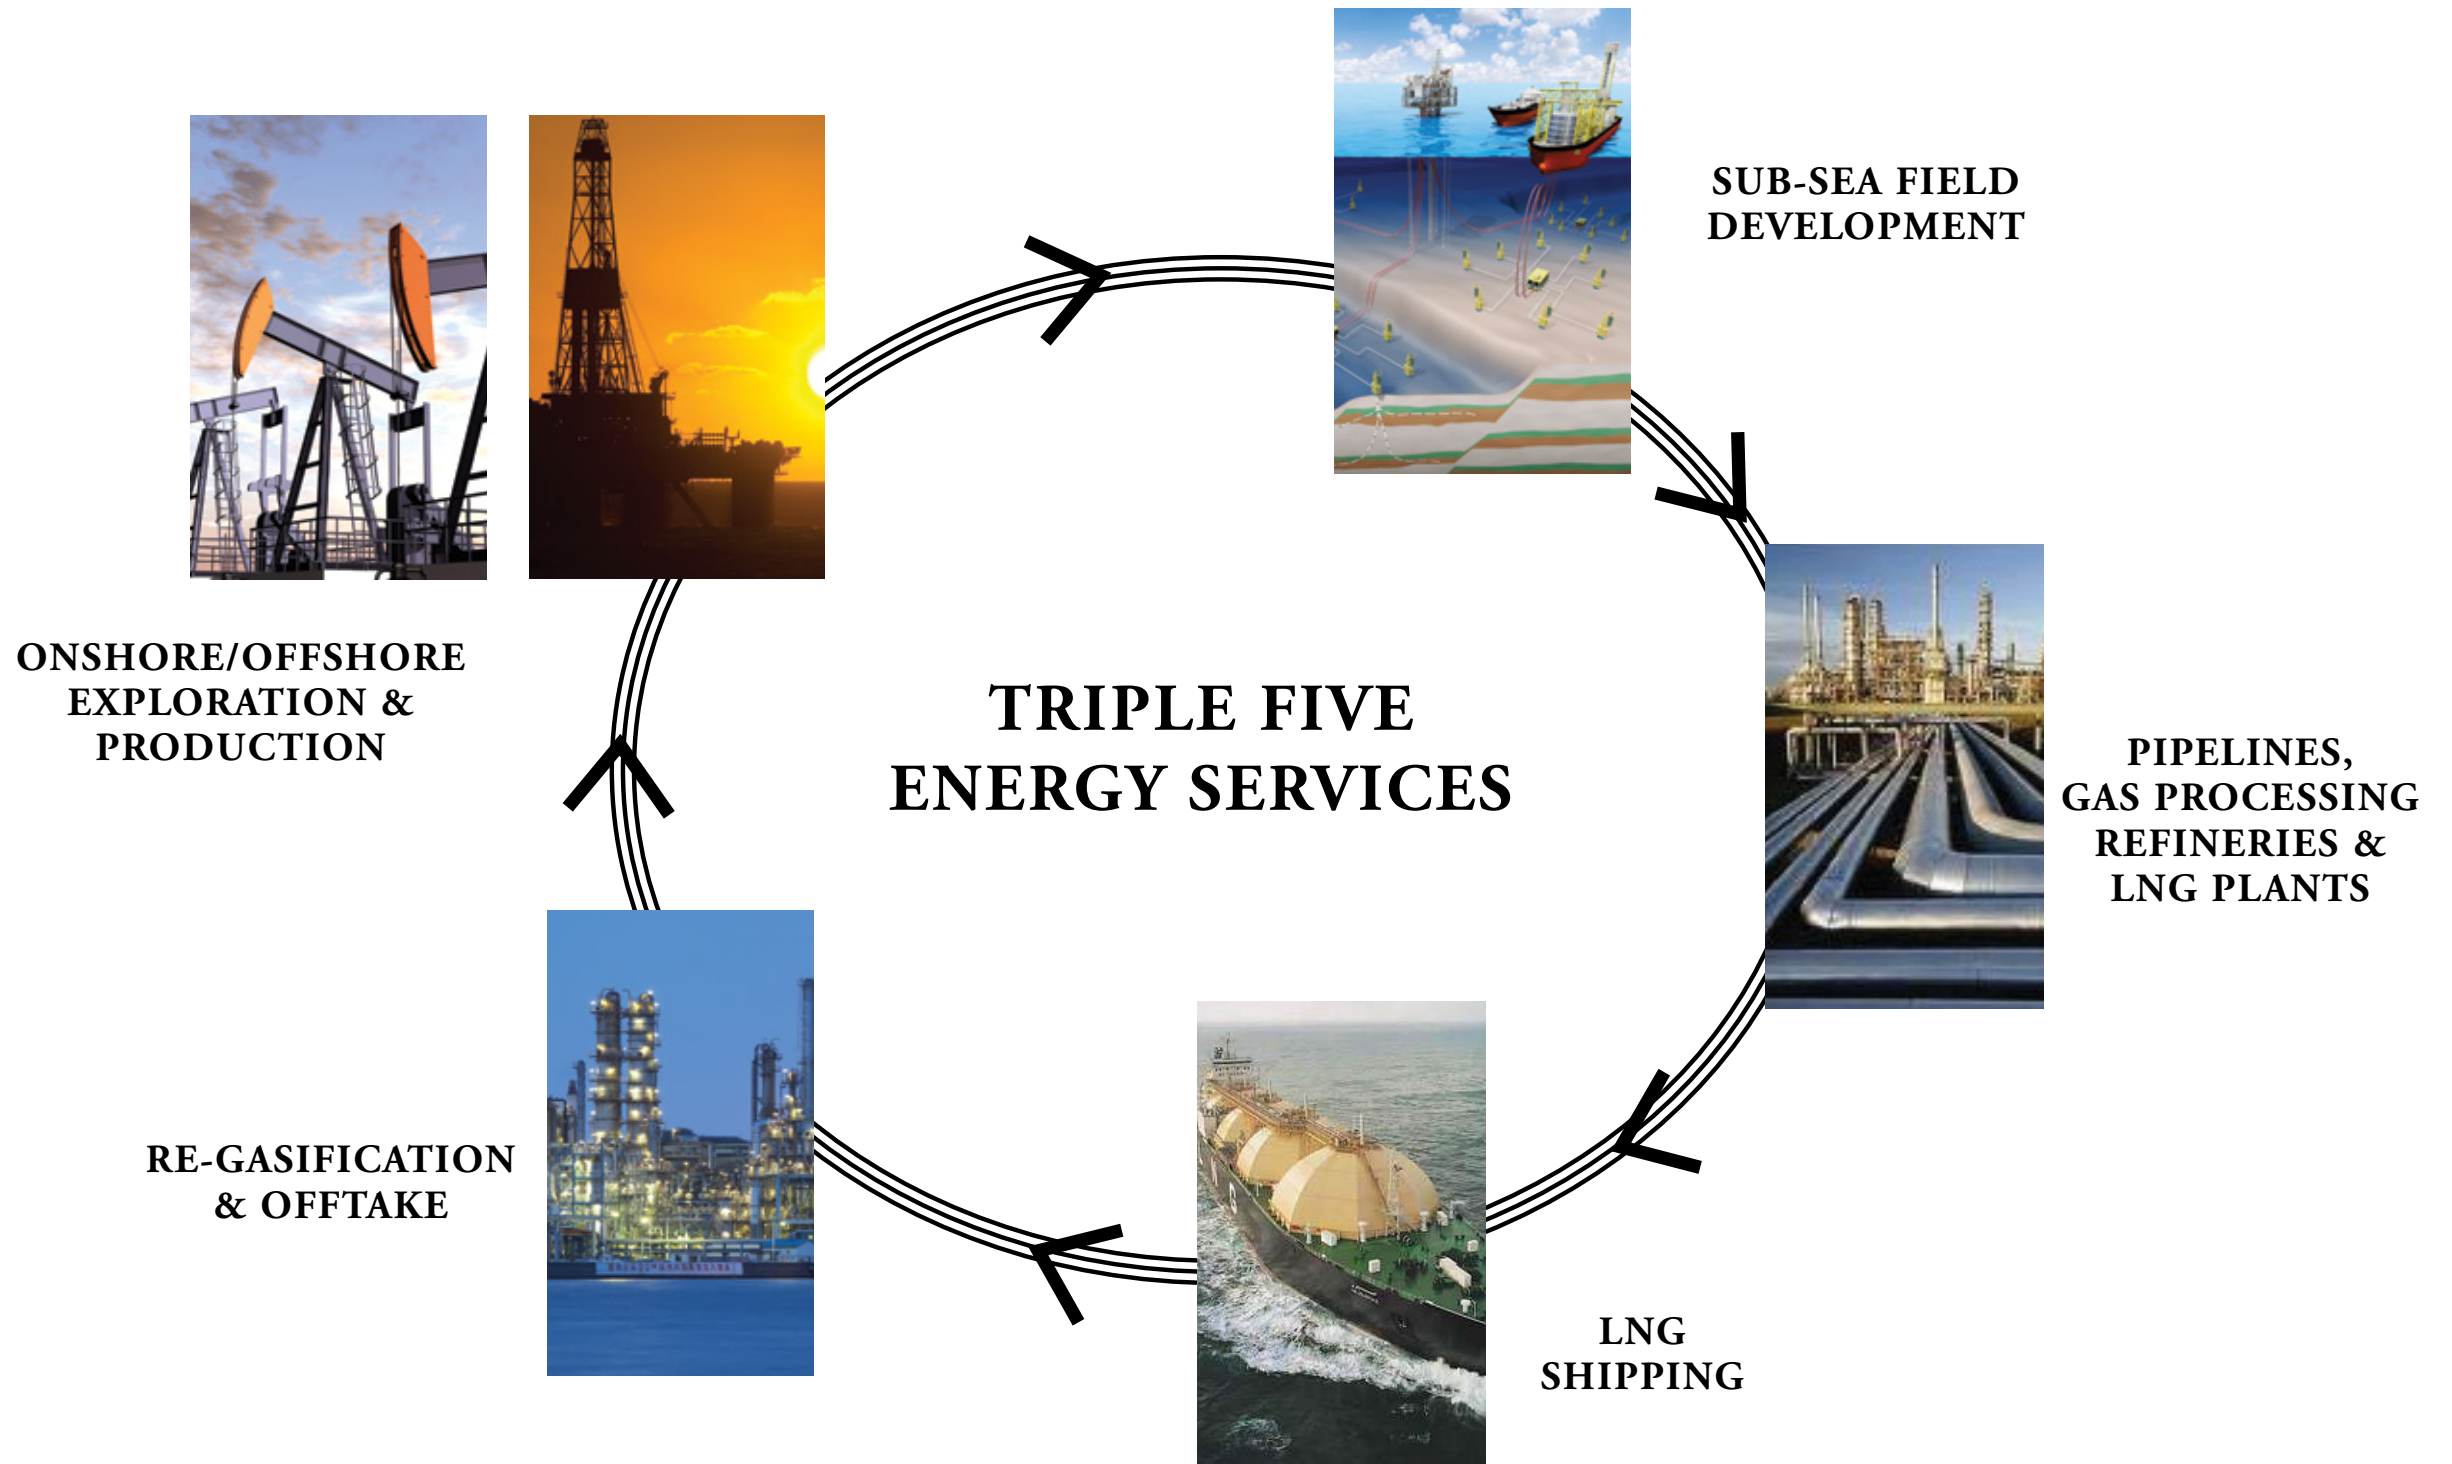 SUB-SEA FIELD
DEVELOPMENT
ONSHORE/OFFSHORE
EXPLORATION &
PRODUCTION
TRIPLE FIVE
ENERGY SERVICES
PIPELINES,
GAS PROCESSING
REFINERIES &
LNG PLANTS
RE-GASIFICATION
& OFFTAKE
LNG
SHIPPING